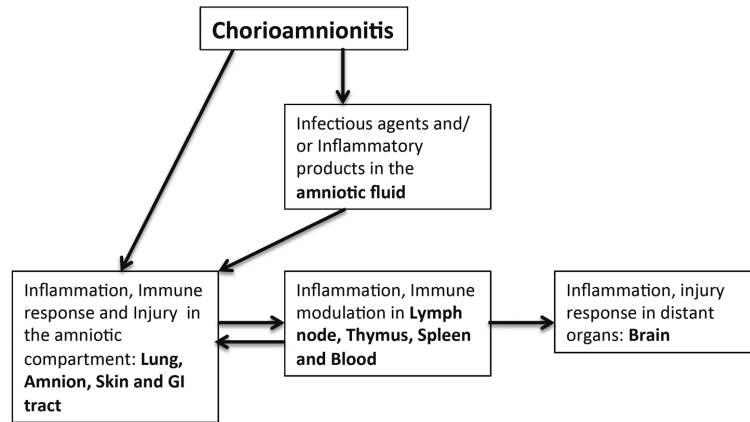 Chorioamnionitis
Infectious agents and/
or Inflammatory
products in the
amniotic fluid
Inflammation, Immune
response and Injury in
the amniotic
compartment: Lung,
Amnion, Skin and GI
tract
Inflammation, Immune
modulation in Lymph
node, Thymus, Spleen
and Blood
Inflammation, injury
response in distant
organs: Brain